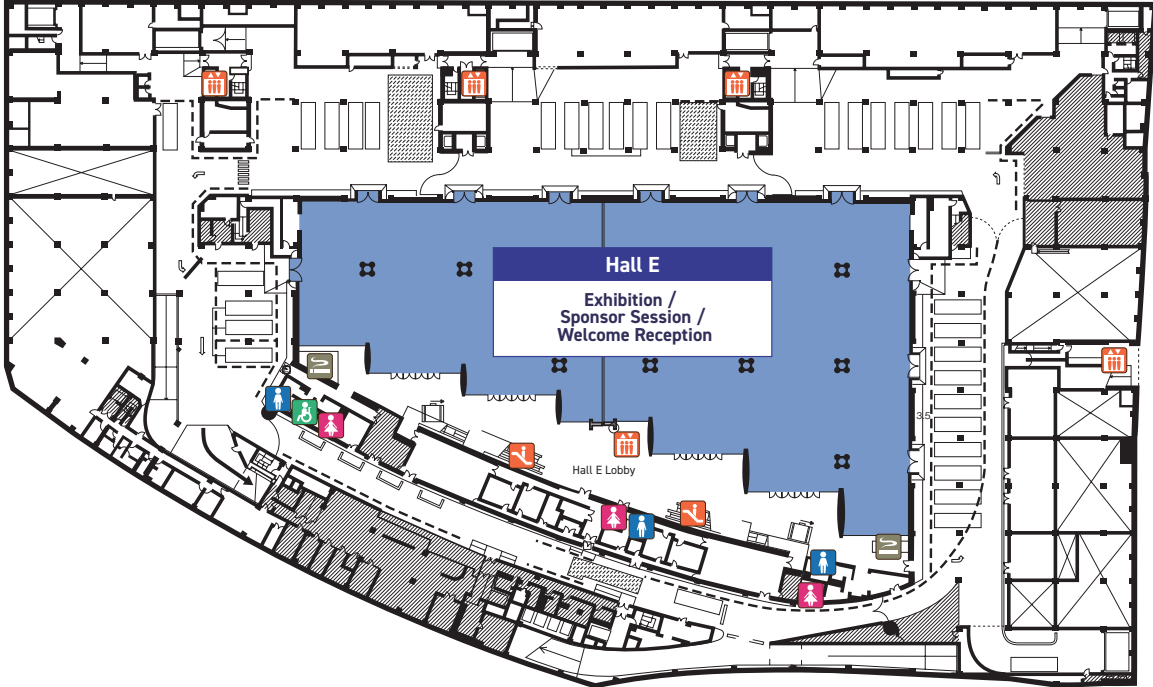 Hall E
Exhibition /
Sponsor Session /
Welcome Reception
3.5
Hall E Lobby